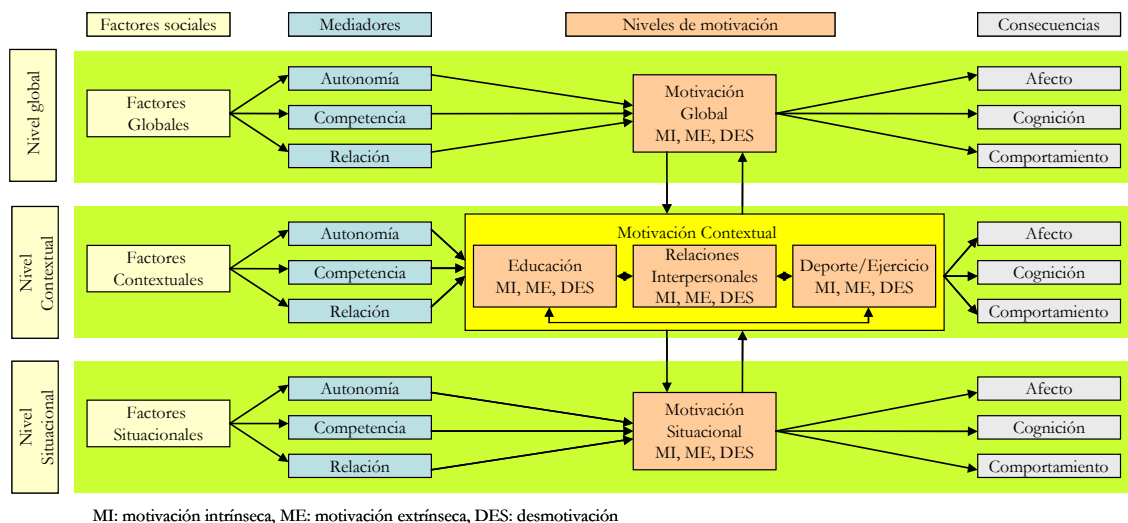 Factores sociales
Mediadores
Niveles de motivación
Consecuencias
Nivel global
Factores
Globales
Autonomía
Competencia
Relación
Motivación
Global
MI, ME, DES
Afecto
Cognición
Comportamiento
Nivel
Contextual
Factores
Contextuales
Autonomía
Competencia
Relación
Motivación Contextual
Educación
MI, ME, DES
Relaciones
Interpersonales
MI, ME, DES
Deporte/Ejercicio
MI, ME, DES
Afecto
Cognición
Comportamiento
Nivel
Situacional
Factores
Situacionales
Autonomía
Competencia
Relación
Motivación
Situacional
MI, ME, DES
Afecto
Cognición
Comportamiento
MI: motivación intrínseca, ME: motivación extrínseca, DES: desmotivación